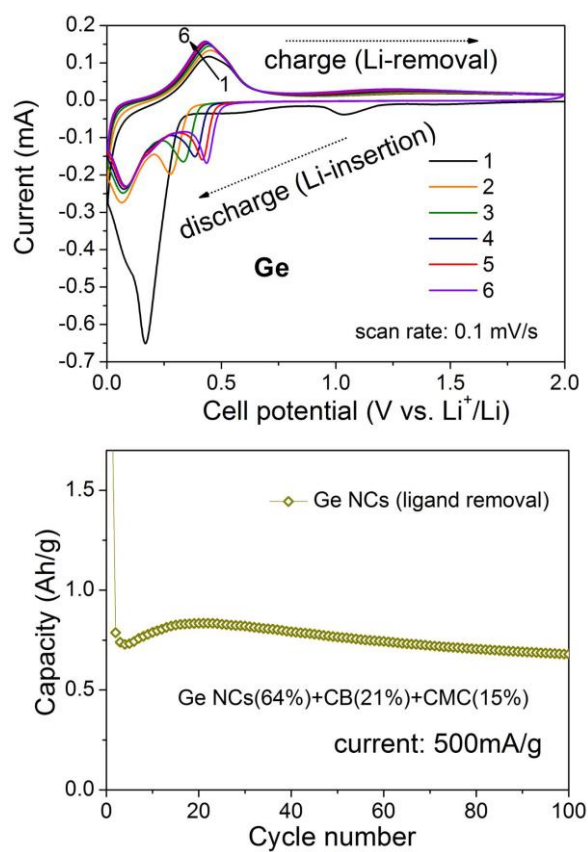 0.2
0.1
0.0
-0.1
-0.2
-0.3
-0.4
-0.5
-0.6
-0.7
Current (mA)
6
1
charge (Li-removal)
discharge (Li-insertion)
Ge
1
2
3
4
5
6
scan rate: 0.1 mV/s
0.0 0.5 1.0 1.5 2.0
Cell potential (V vs. Li⁺/Li)
1.5
1.0
0.5
0.0
Capacity (Ah/g)
Ge NCs (ligand removal)
Ge NCs(64%)+CB(21%)+CMC(15%)
current: 500mA/g
0 20 40 60 80 100
Cycle number